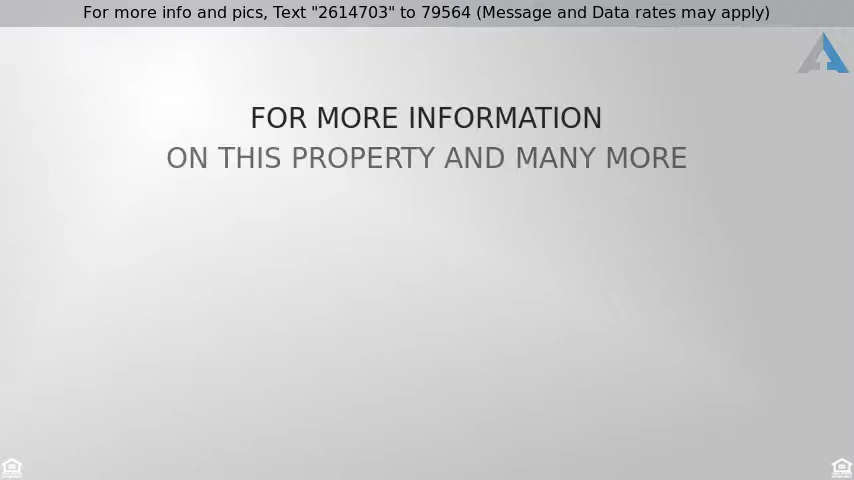 For more info and pics, Text "2614703" to 79564 (Message and Data rates may apply)
FOR MORE INFORMATION
ON THIS PROPERTY AND MANY MORE